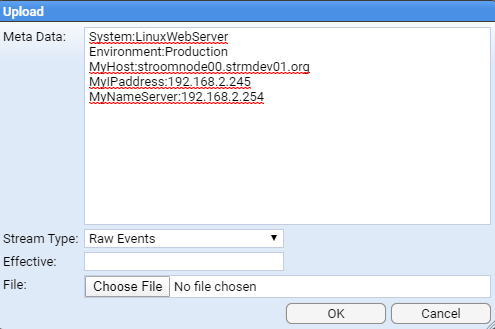 Upload
Meta Data:
System:LinuxWebServer
Environment:Production
MyHost:stroomnode00.strmdev01.org
MyIPaddress:192.168.2.245
MyNameServer:192.168.2.254
Stream Type: Raw Events
Effective:
File: Choose File No file chosen
OK Cancel